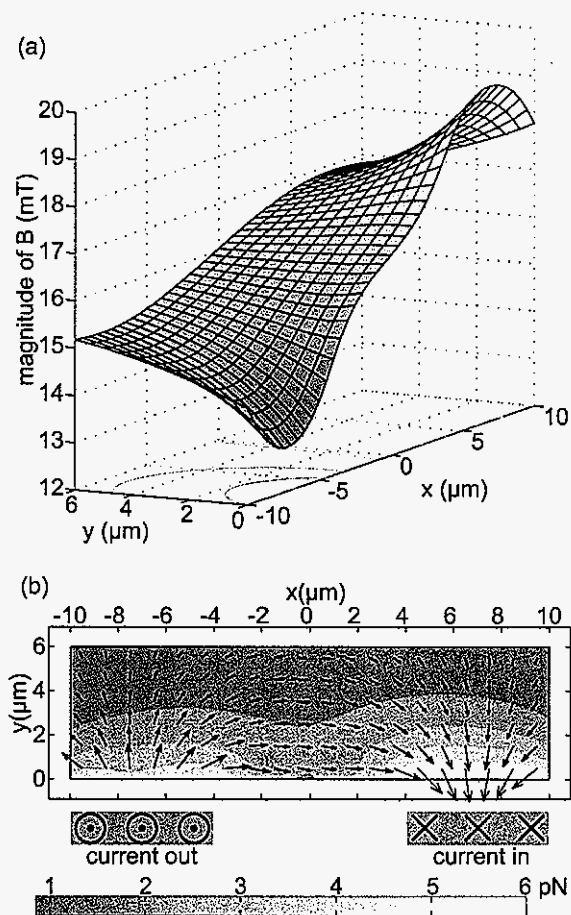 (a)
20
19
18
17
16
15
14
13
12
magnitude of B (mT)
6
4
2
0
y (µm)
-10
-5
0
5
10
x (µm)
(b)
x(µm)
-10 -8 -6 -4 -2 0 2 4 6 8 10
6
4
2
0
y(µm)
current out
current in
1 2 3 4 5 6 pN